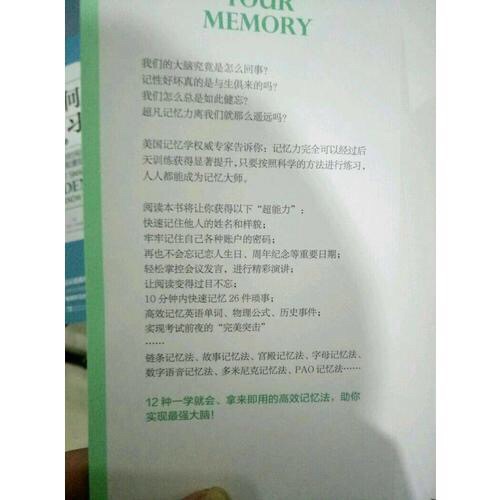 YOUR
MEMORY
我们的大脑究竟是怎么回事?
记性好坏真的是与生俱来的吗?
我们怎么总是如此健忘?
超凡记忆力离我们就那么遥远吗?
美国记忆学权威专家告诉你:记忆力完全可以经过后
天训练获得显著提升,只要按照科学的方法进行练习,
人人都能成为记忆大师。
阅读本书将让你获得以下“超能力”:
快速记住他人的姓名和样貌;
牢牢记住自己各种账户的密码;
再也不会忘记恋人生日、周年纪念等重要日期;
轻松掌控会议发言,进行精彩演讲;
让阅读变得过目不忘;
10 分钟内快速记忆 26 件琐事;
高效记忆英语单词、物理公式、历史事件;
实现考试前夜的“完美突击”
……
链条记忆法、故事记忆法、宫殿记忆法、字母记忆法、
数字语音记忆法、多米尼克记忆法、PAO 记忆法……
12 种一学就会、拿来即用的高效记忆法,助你
实现最强大脑!
问
习
DEN